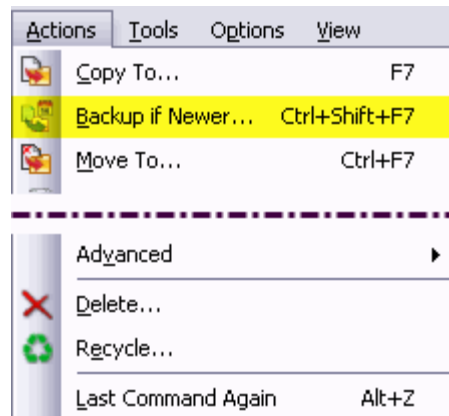 Actions Tools Options View
Copy To... F7
Backup if Newer... Ctrl+Shift+F7
Move To... Ctrl+F7
Advanced
Delete...
Recycle...
Last Command Again Alt+Z